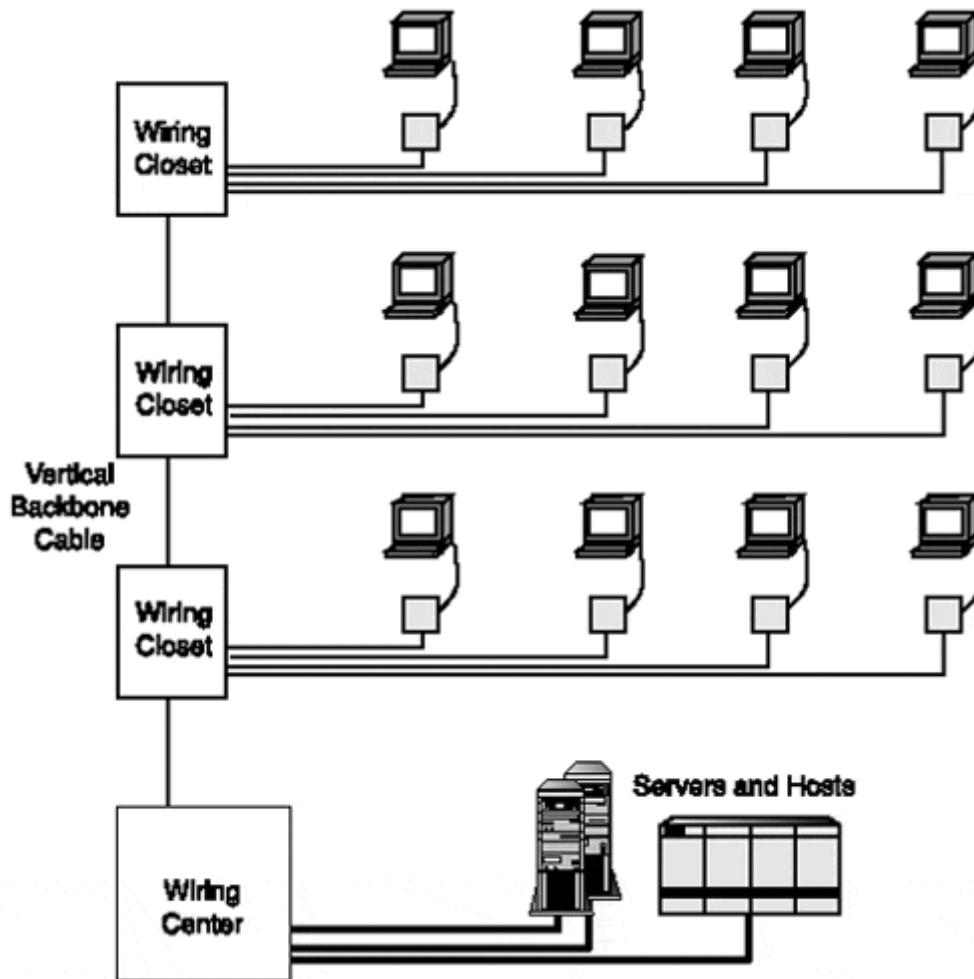 Wiring
Closet
Wiring
Closet
Vertical
Backbone
Cable
Wiring
Closet
Servers and Hosts
Wiring
Center